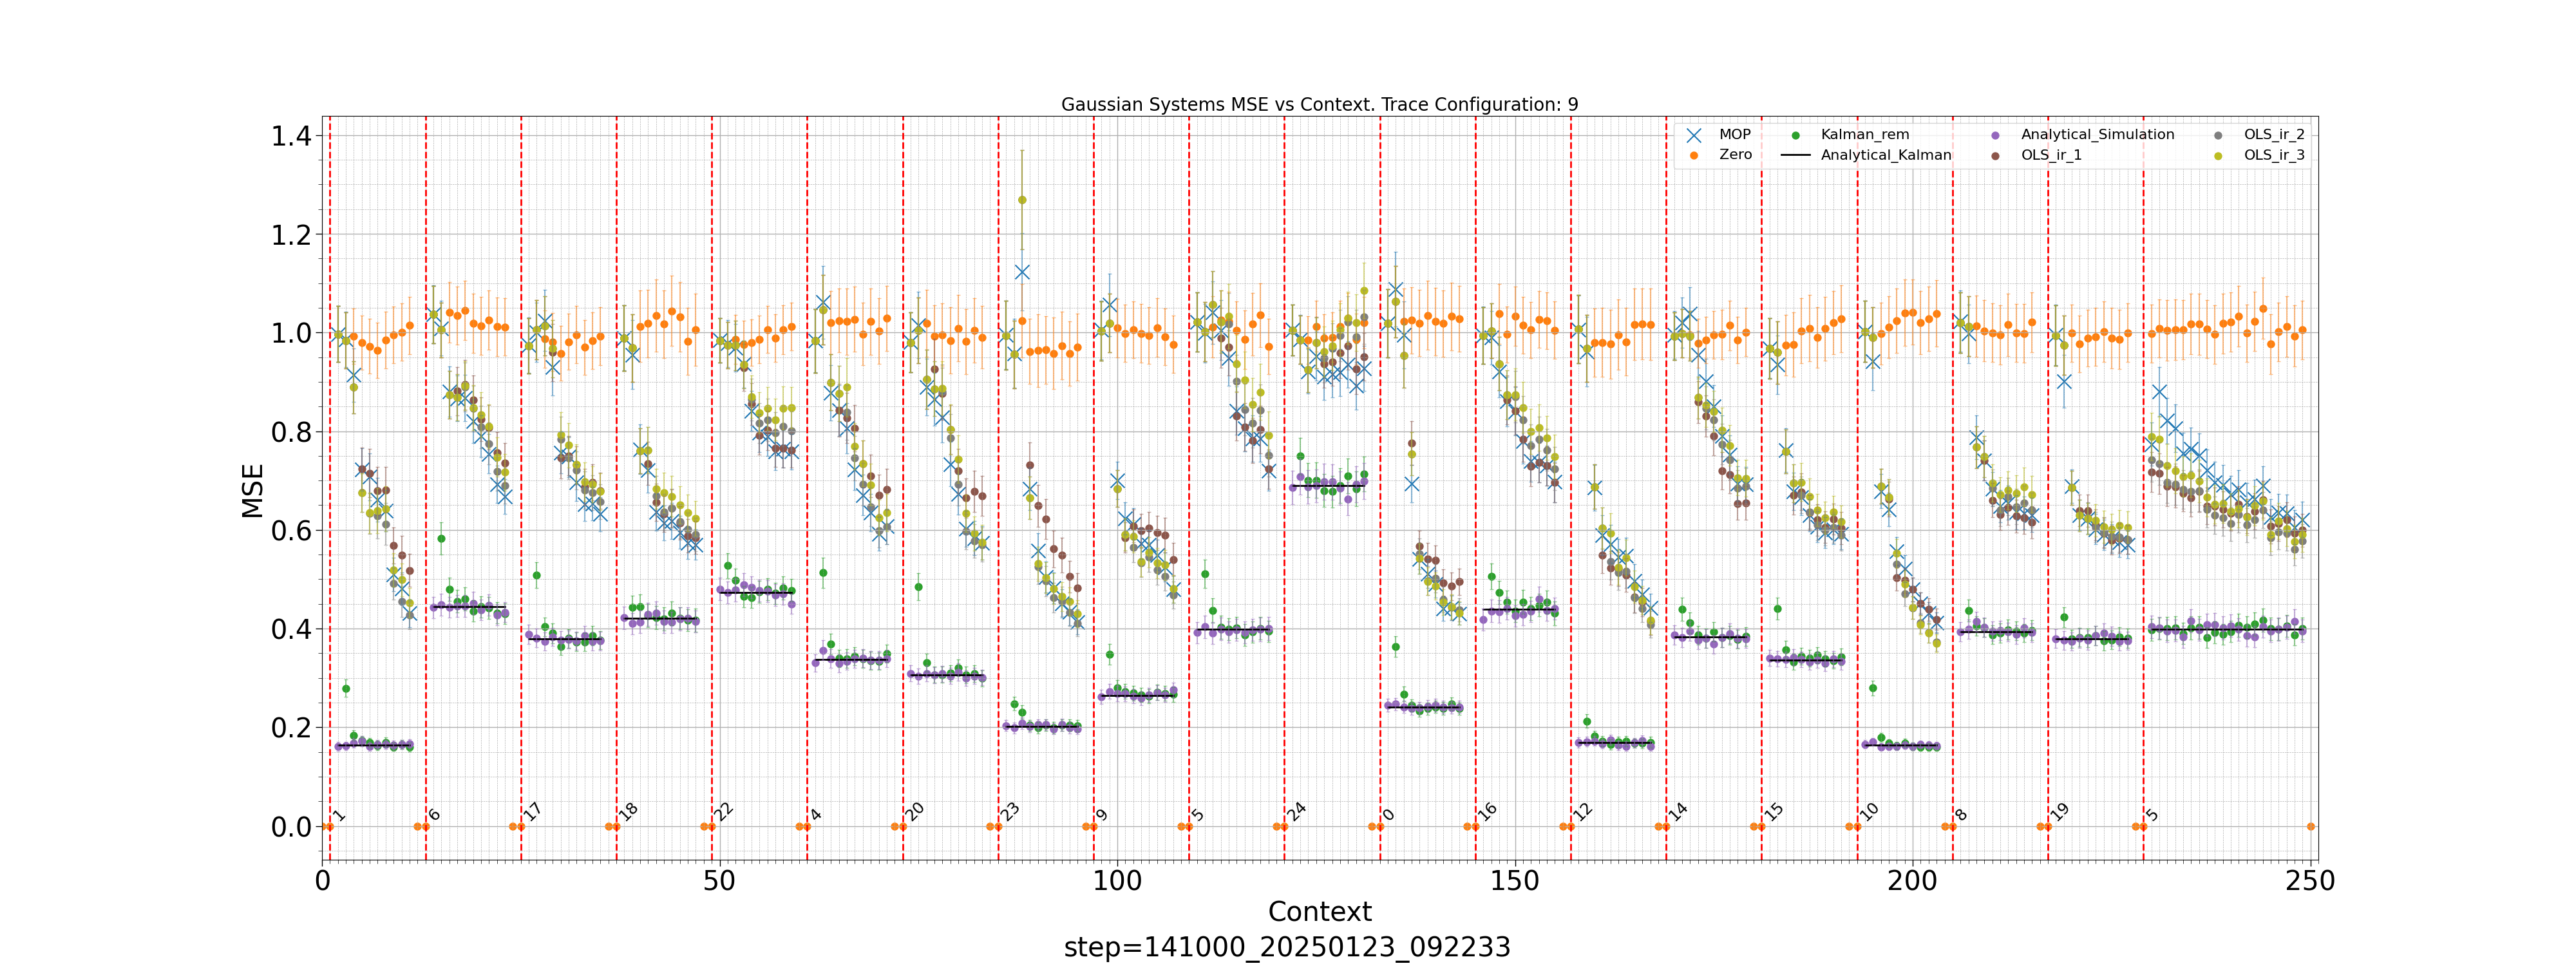 Gaussian Systems MSE vs Context. Trace Configuration: 9
MOP
Zero
Kalman_rem
Analytical_Kalman
Analytical_Simulation
OLS_ir_1
OLS_ir_2
OLS_ir_3
MSE
1.4
1.2
1.0
0.8
0.6
0.4
0.2
0.0
1 6 17 18 22 4 20 23 9 5 24 0 16 12 14 15 10 8 19 5
0 50 100 150 200 250
Context
step=141000_20250123_092233